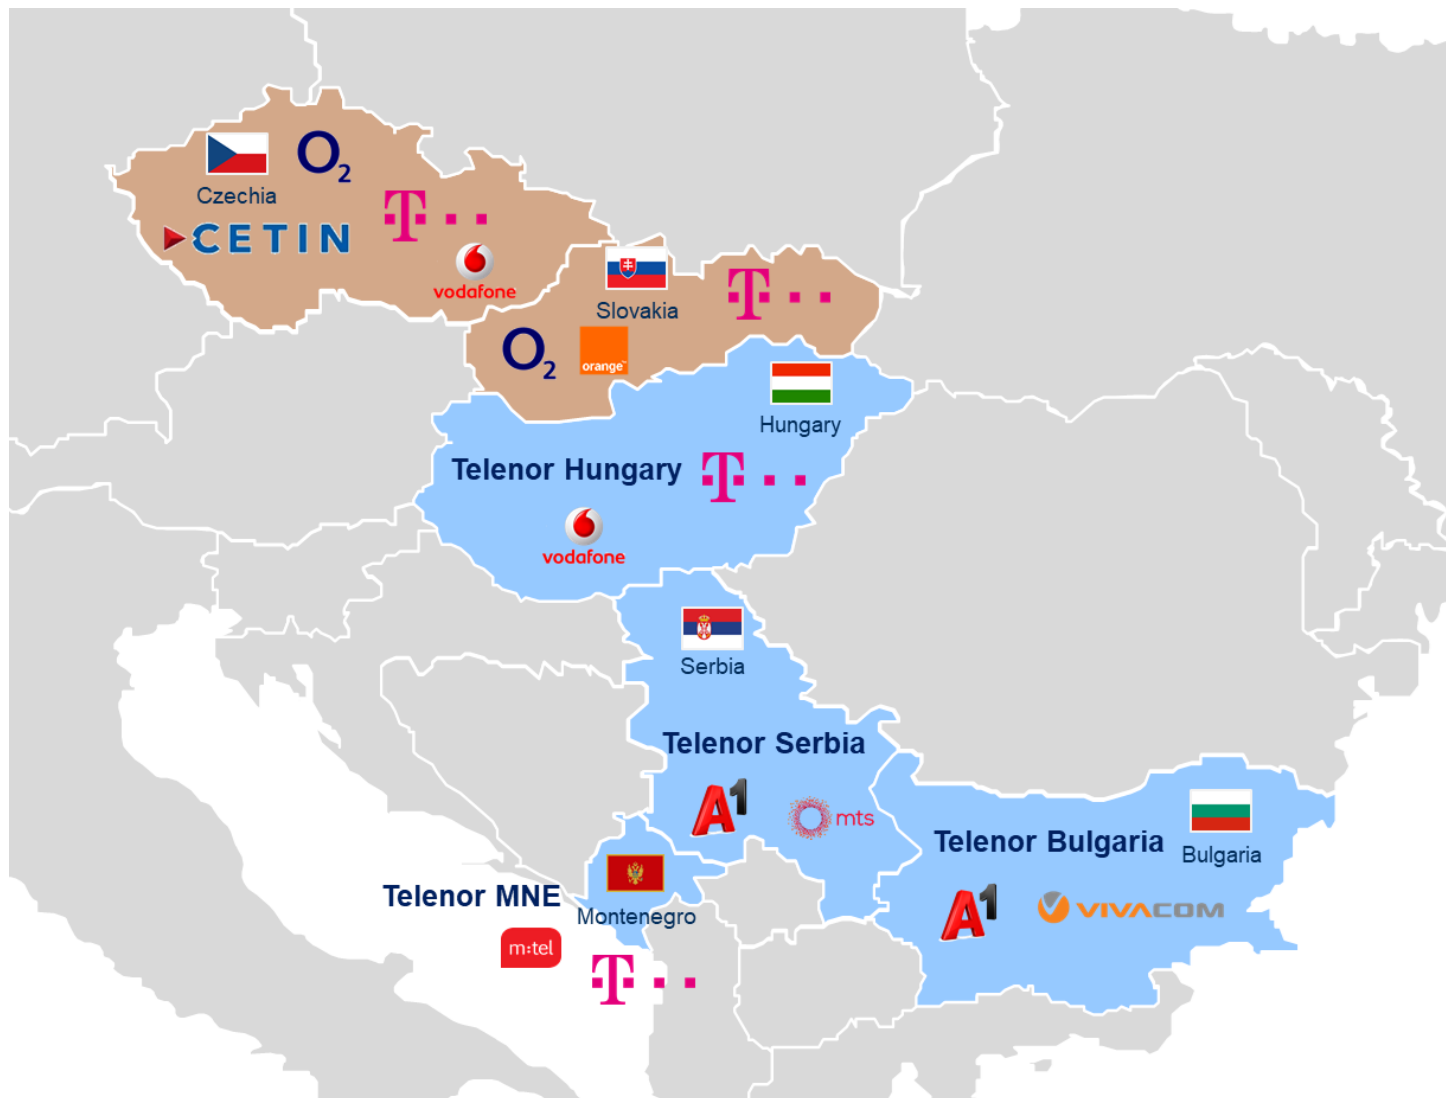 O2
Czechia
T
CETIN
vodafone
Slovakia
T
O2
orange™
Hungary
Telenor Hungary
T
vodafone
Serbia
Telenor Serbia
A1
mts
Telenor Bulgaria
Bulgaria
A1
VIVACOM
Telenor MNE
Montenegro
m:tel
T